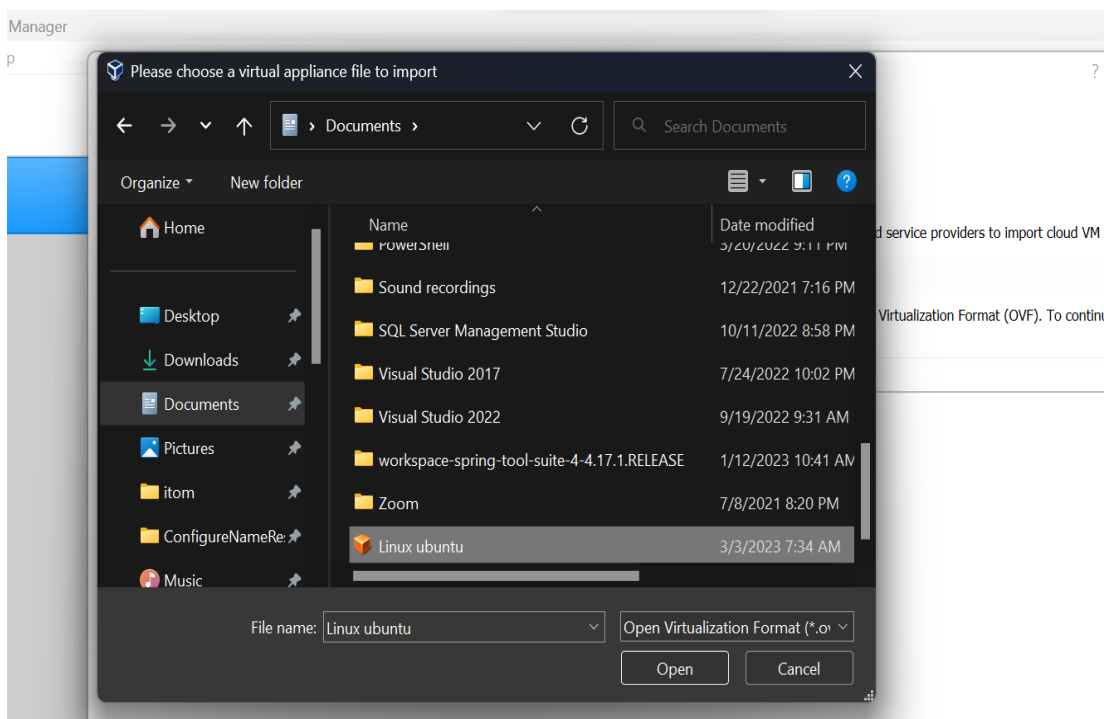 Manager
p
Please choose a virtual appliance file to import
?
Documents
Search Documents
Organize
New folder
?
Home
Desktop
Downloads
Documents
Pictures
itom
ConfigureNameRe:
Music
Name Date modified
PowerShell 3/20/2022 9:11 PM
Sound recordings 12/22/2021 7:16 PM
SQL Server Management Studio 10/11/2022 8:58 PM
Visual Studio 2017 7/24/2022 10:02 PM
Visual Studio 2022 9/19/2022 9:31 AM
workspace-spring-tool-suite-4-4.17.1.RELEASE 1/12/2023 10:41 AM
Zoom 7/8/2021 8:20 PM
Linux ubuntu 3/3/2023 7:34 AM
d service providers to import cloud VM
Virtualization Format (OVF). To continu
File name: Linux ubuntu
Open Virtualization Format (*.ov
Open Cancel